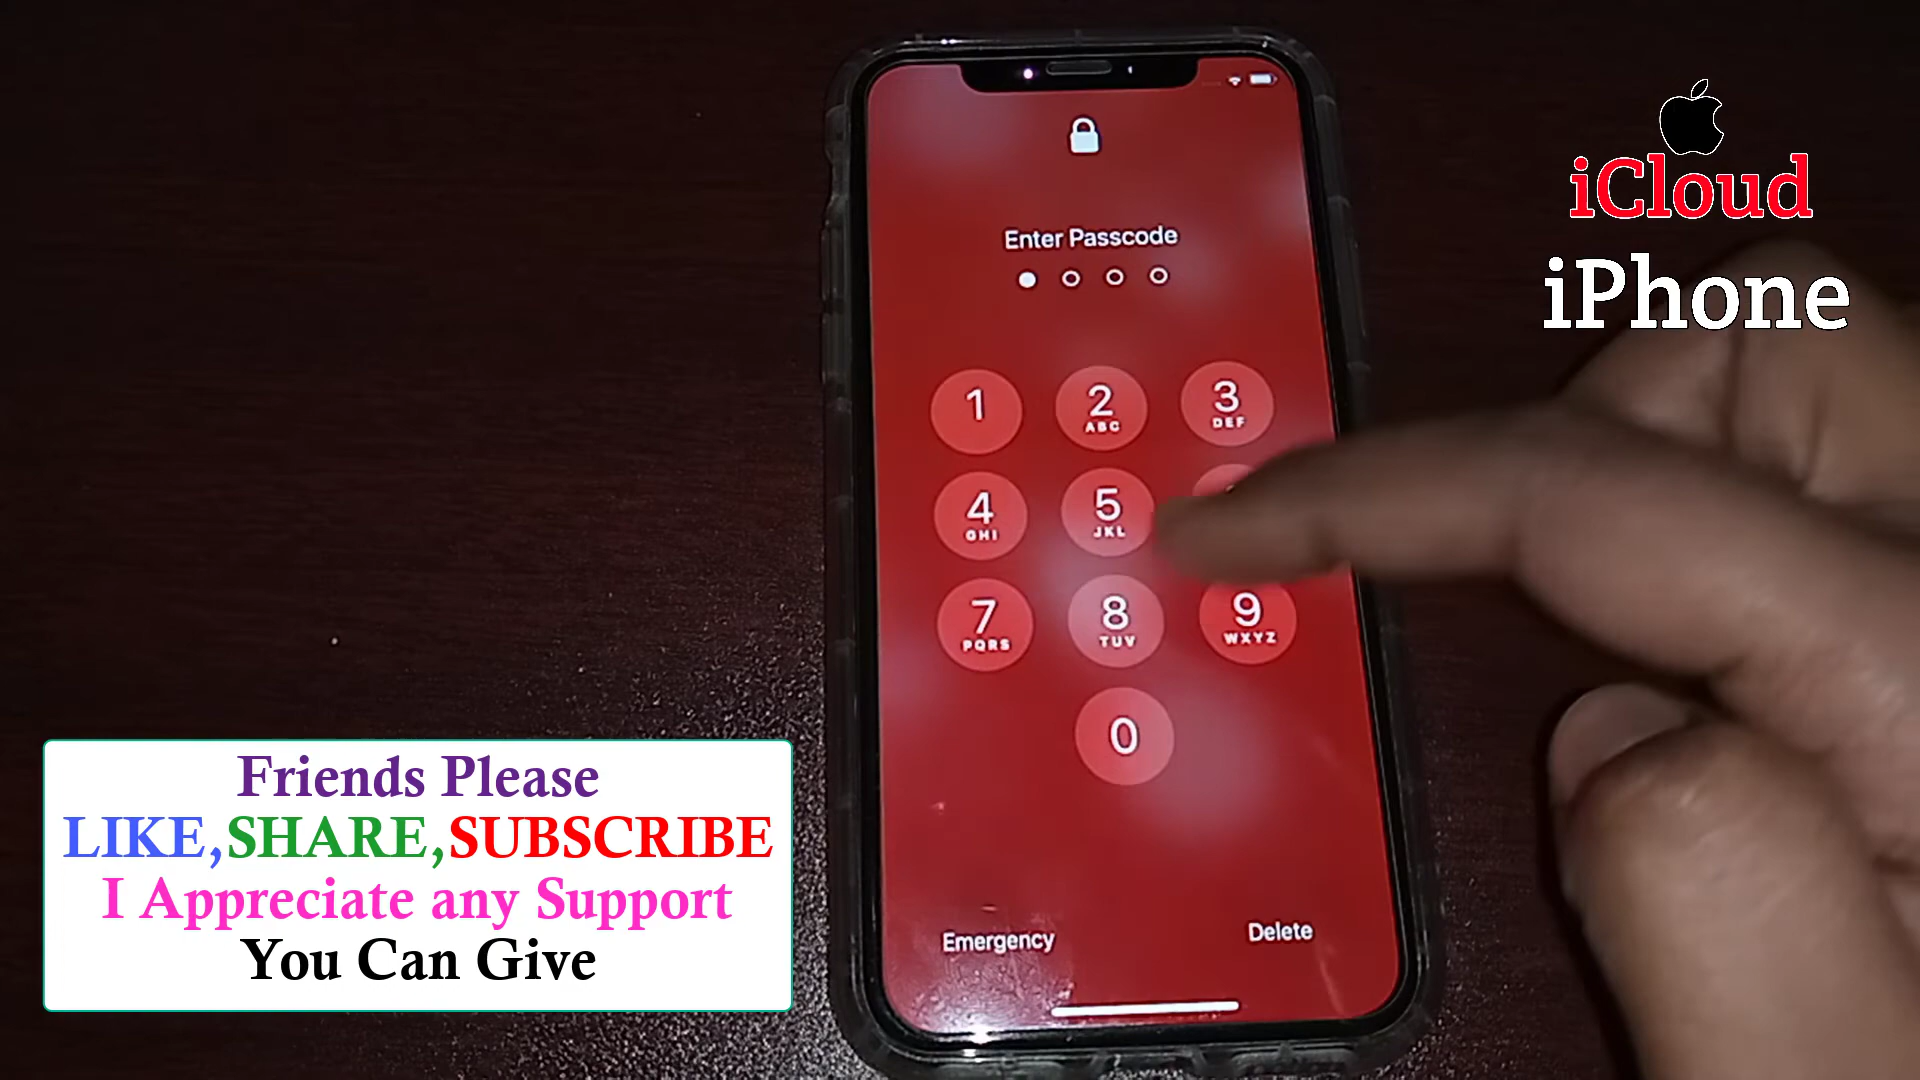 iCloud
iPhone
Enter Passcode
1
2
ABC
3
DEF
4
GHI
5
JKL
7
PQRS
8
TUV
9
WXYZ
0
Emergency
Delete
Friends Please
LIKE,SHARE,SUBSCRIBE
I Appreciate any Support
You Can Give